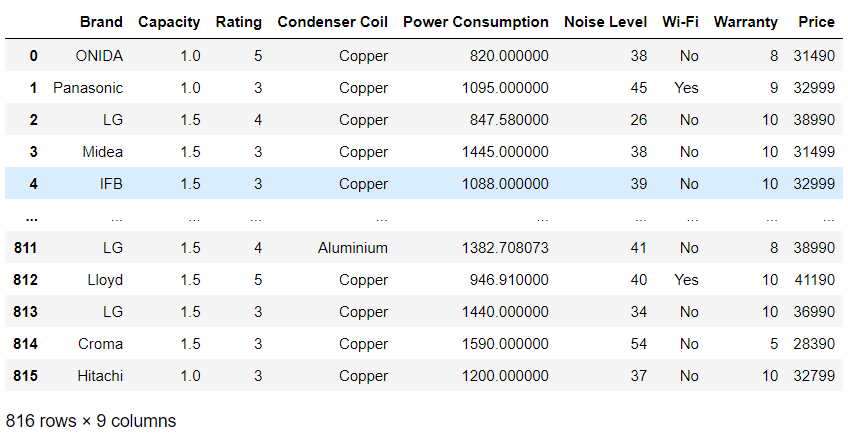 Brand Capacity Rating Condenser Coil Power Consumption Noise Level Wi-Fi Warranty Price
0 ONIDA 1.0 5 Copper 820.000000 38 No 8 31490
1 Panasonic 1.0 3 Copper 1095.000000 45 Yes 9 32999
2 LG 1.5 4 Copper 847.580000 26 No 10 38990
3 Midea 1.5 3 Copper 1445.000000 38 No 10 31499
4 IFB 1.5 3 Copper 1088.000000 39 No 10 32999
... ... ... ... ... ... ... ... ... ...
811 LG 1.5 4 Aluminium 1382.708073 41 No 8 38990
812 Lloyd 1.5 5 Copper 946.910000 40 Yes 10 41190
813 LG 1.5 3 Copper 1440.000000 34 No 10 36990
814 Croma 1.5 3 Copper 1590.000000 54 No 5 28390
815 Hitachi 1.0 3 Copper 1200.000000 37 No 10 32799
816 rows × 9 columns